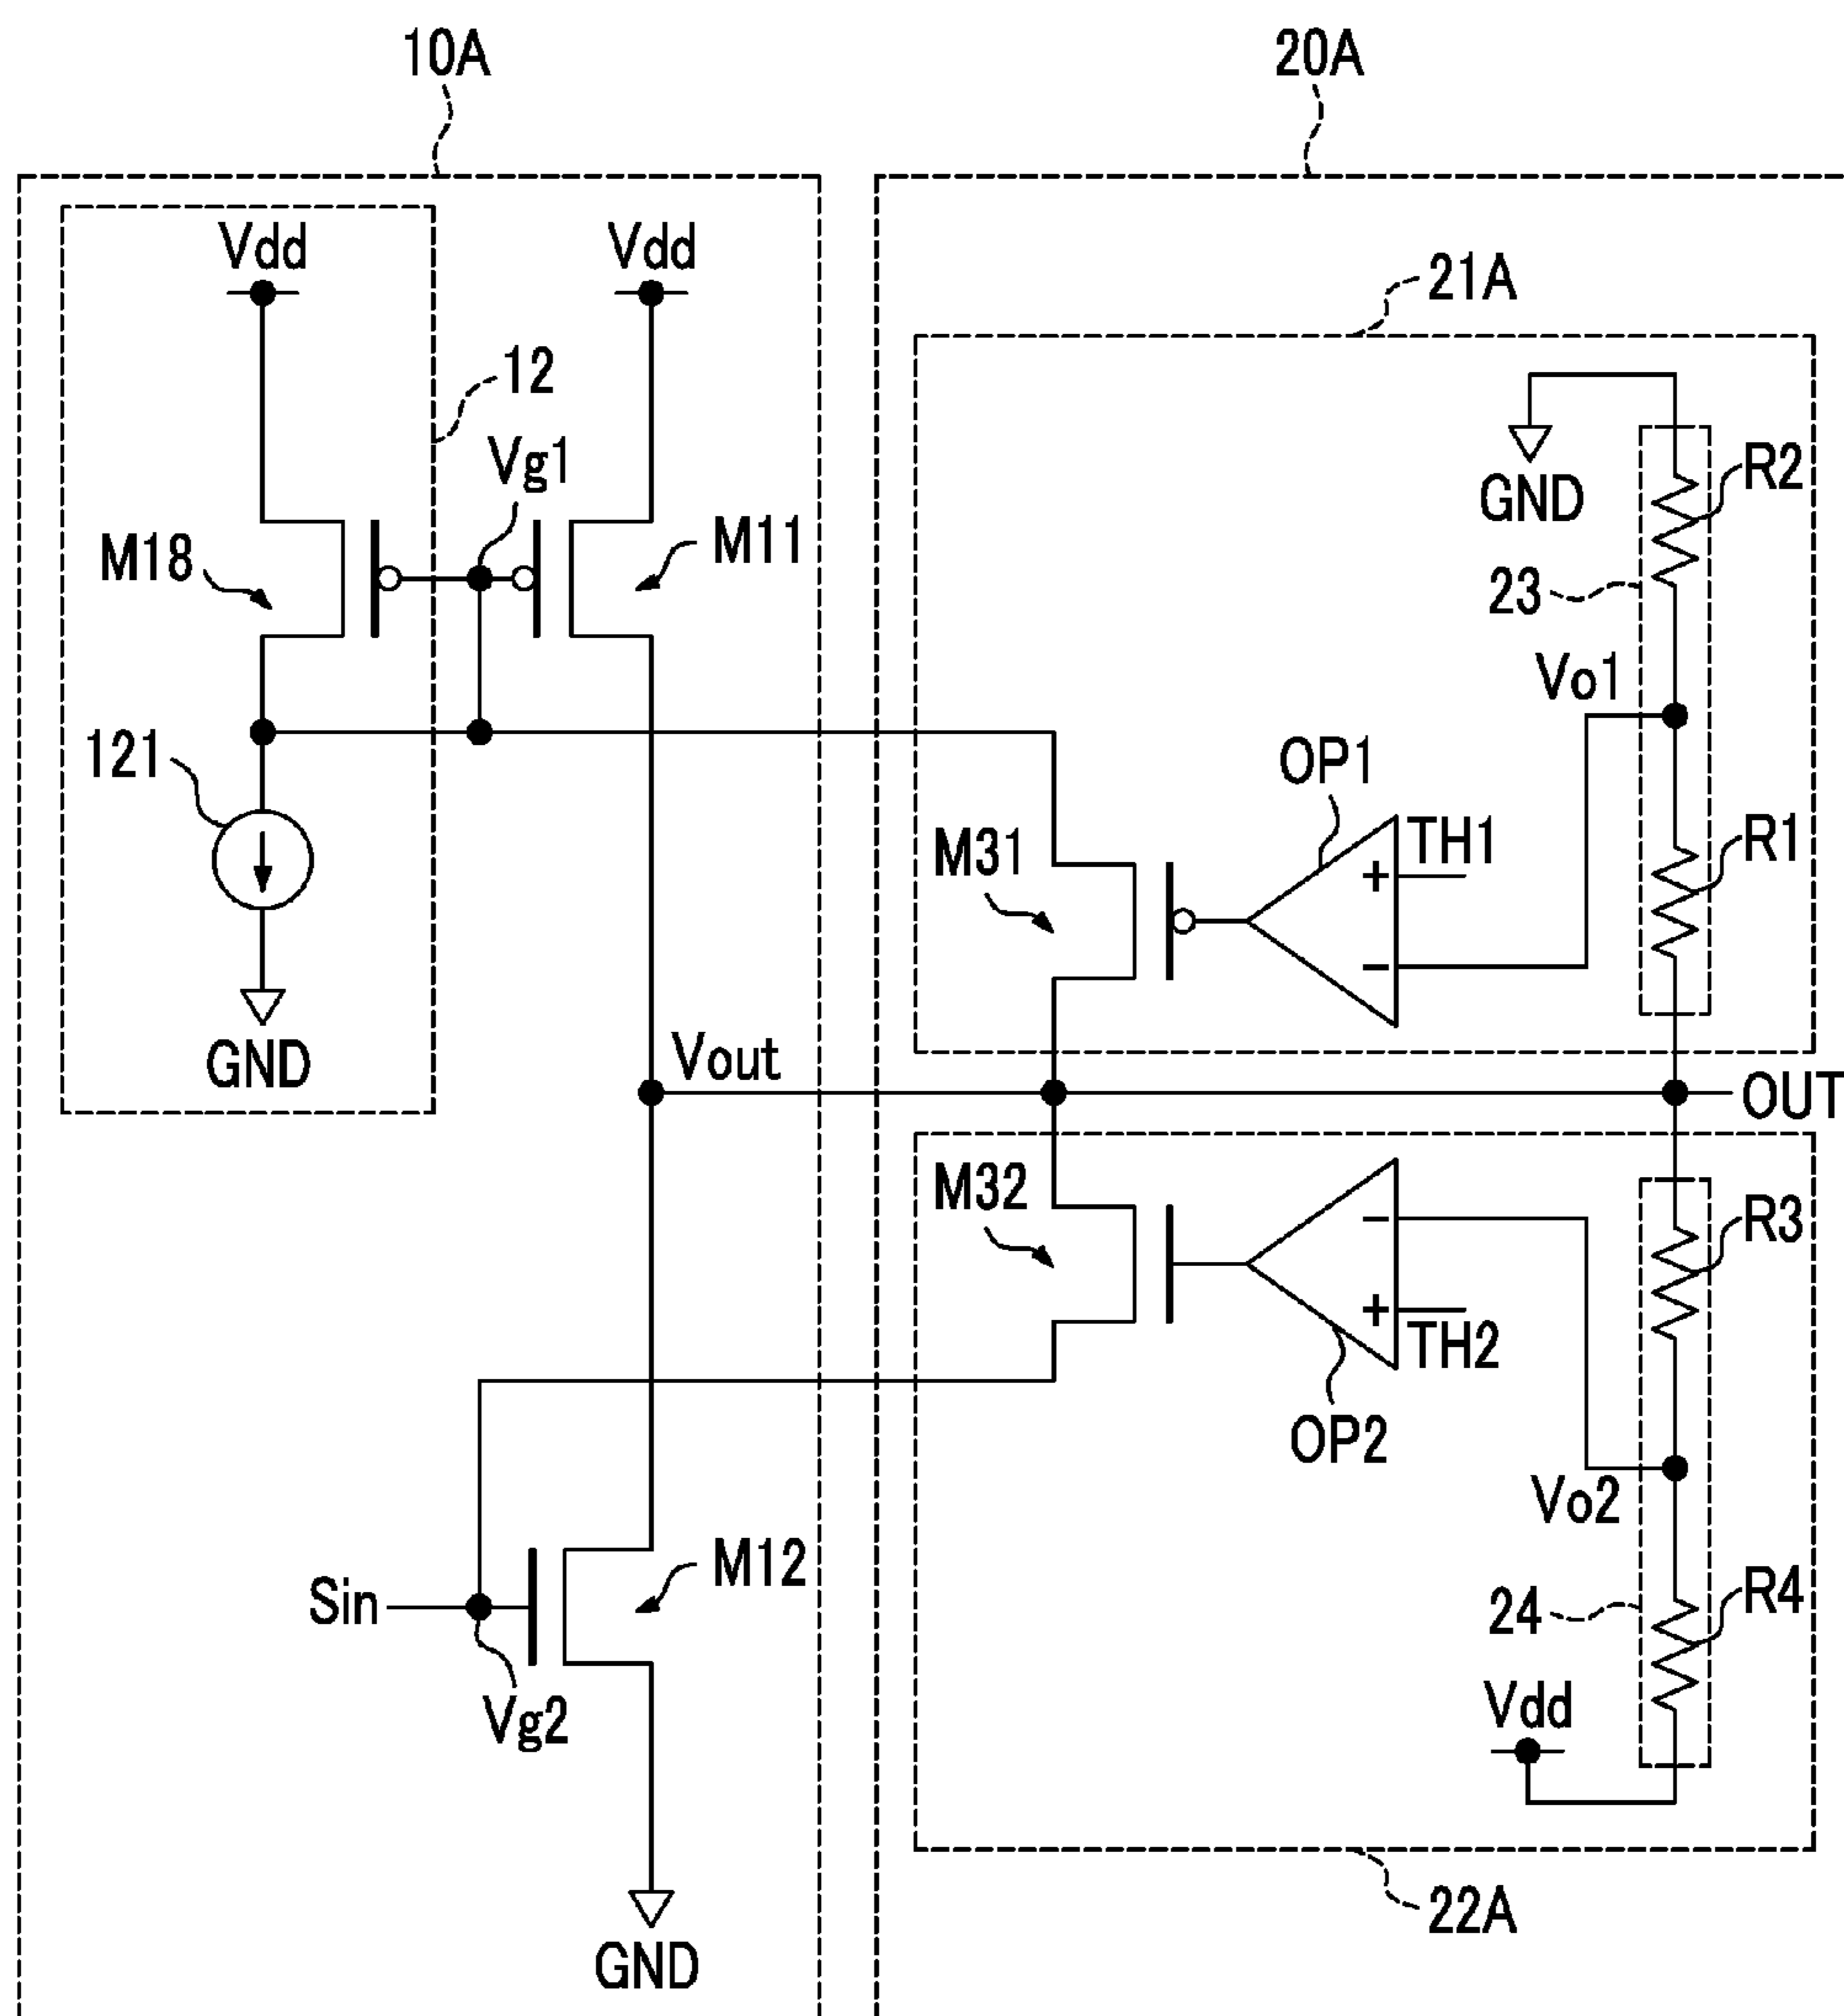 10A
20A
Vdd
Vdd
21A
12
Vg1
GND
R2
M18
M11
23
Vo1
121
OP1
TH1
R1
M31
+
−
GND
Vout
OUT
M32
−
R3
+
TH2
OP2
Vo2
Sin
M12
24
R4
Vg2
Vdd
22A
GND